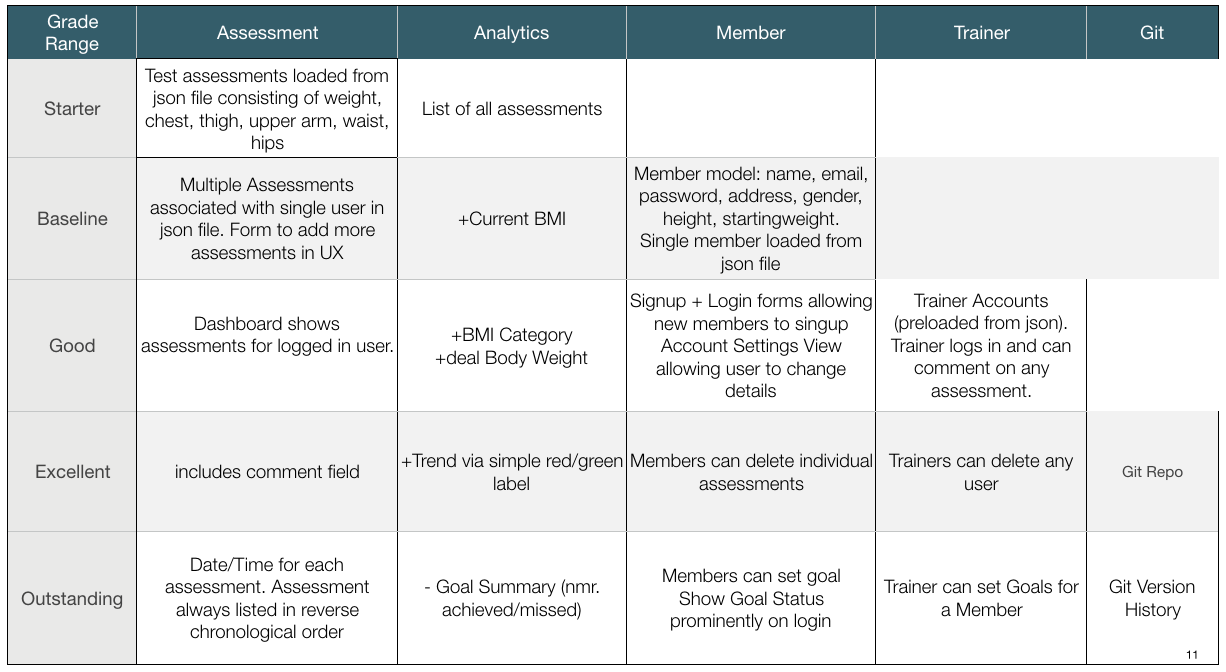 Grade
Range
Assessment
Analytics
Member
Trainer
Git
Starter
Test assessments loaded from
json file consisting of weight,
chest, thigh, upper arm, waist,
hips
List of all assessments
Baseline
Multiple Assessments
associated with single user in
json file. Form to add more
assessments in UX
+Current BMI
Member model: name, email,
password, address, gender,
height, startingweight.
Single member loaded from
json file
Good
Dashboard shows
assessments for logged in user.
+BMI Category
+deal Body Weight
Signup + Login forms allowing
new members to singup
Account Settings View
allowing user to change
details
Trainer Accounts
(preloaded from json).
Trainer logs in and can
comment on any
assessment.
Excellent
includes comment field
+Trend via simple red/green
label
Members can delete individual
assessments
Trainers can delete any
user
Git Repo
Outstanding
Date/Time for each
assessment. Assessment
always listed in reverse
chronological order
- Goal Summary (nmr.
achieved/missed)
Members can set goal
Show Goal Status
prominently on login
Trainer can set Goals for
a Member
Git Version
History
11